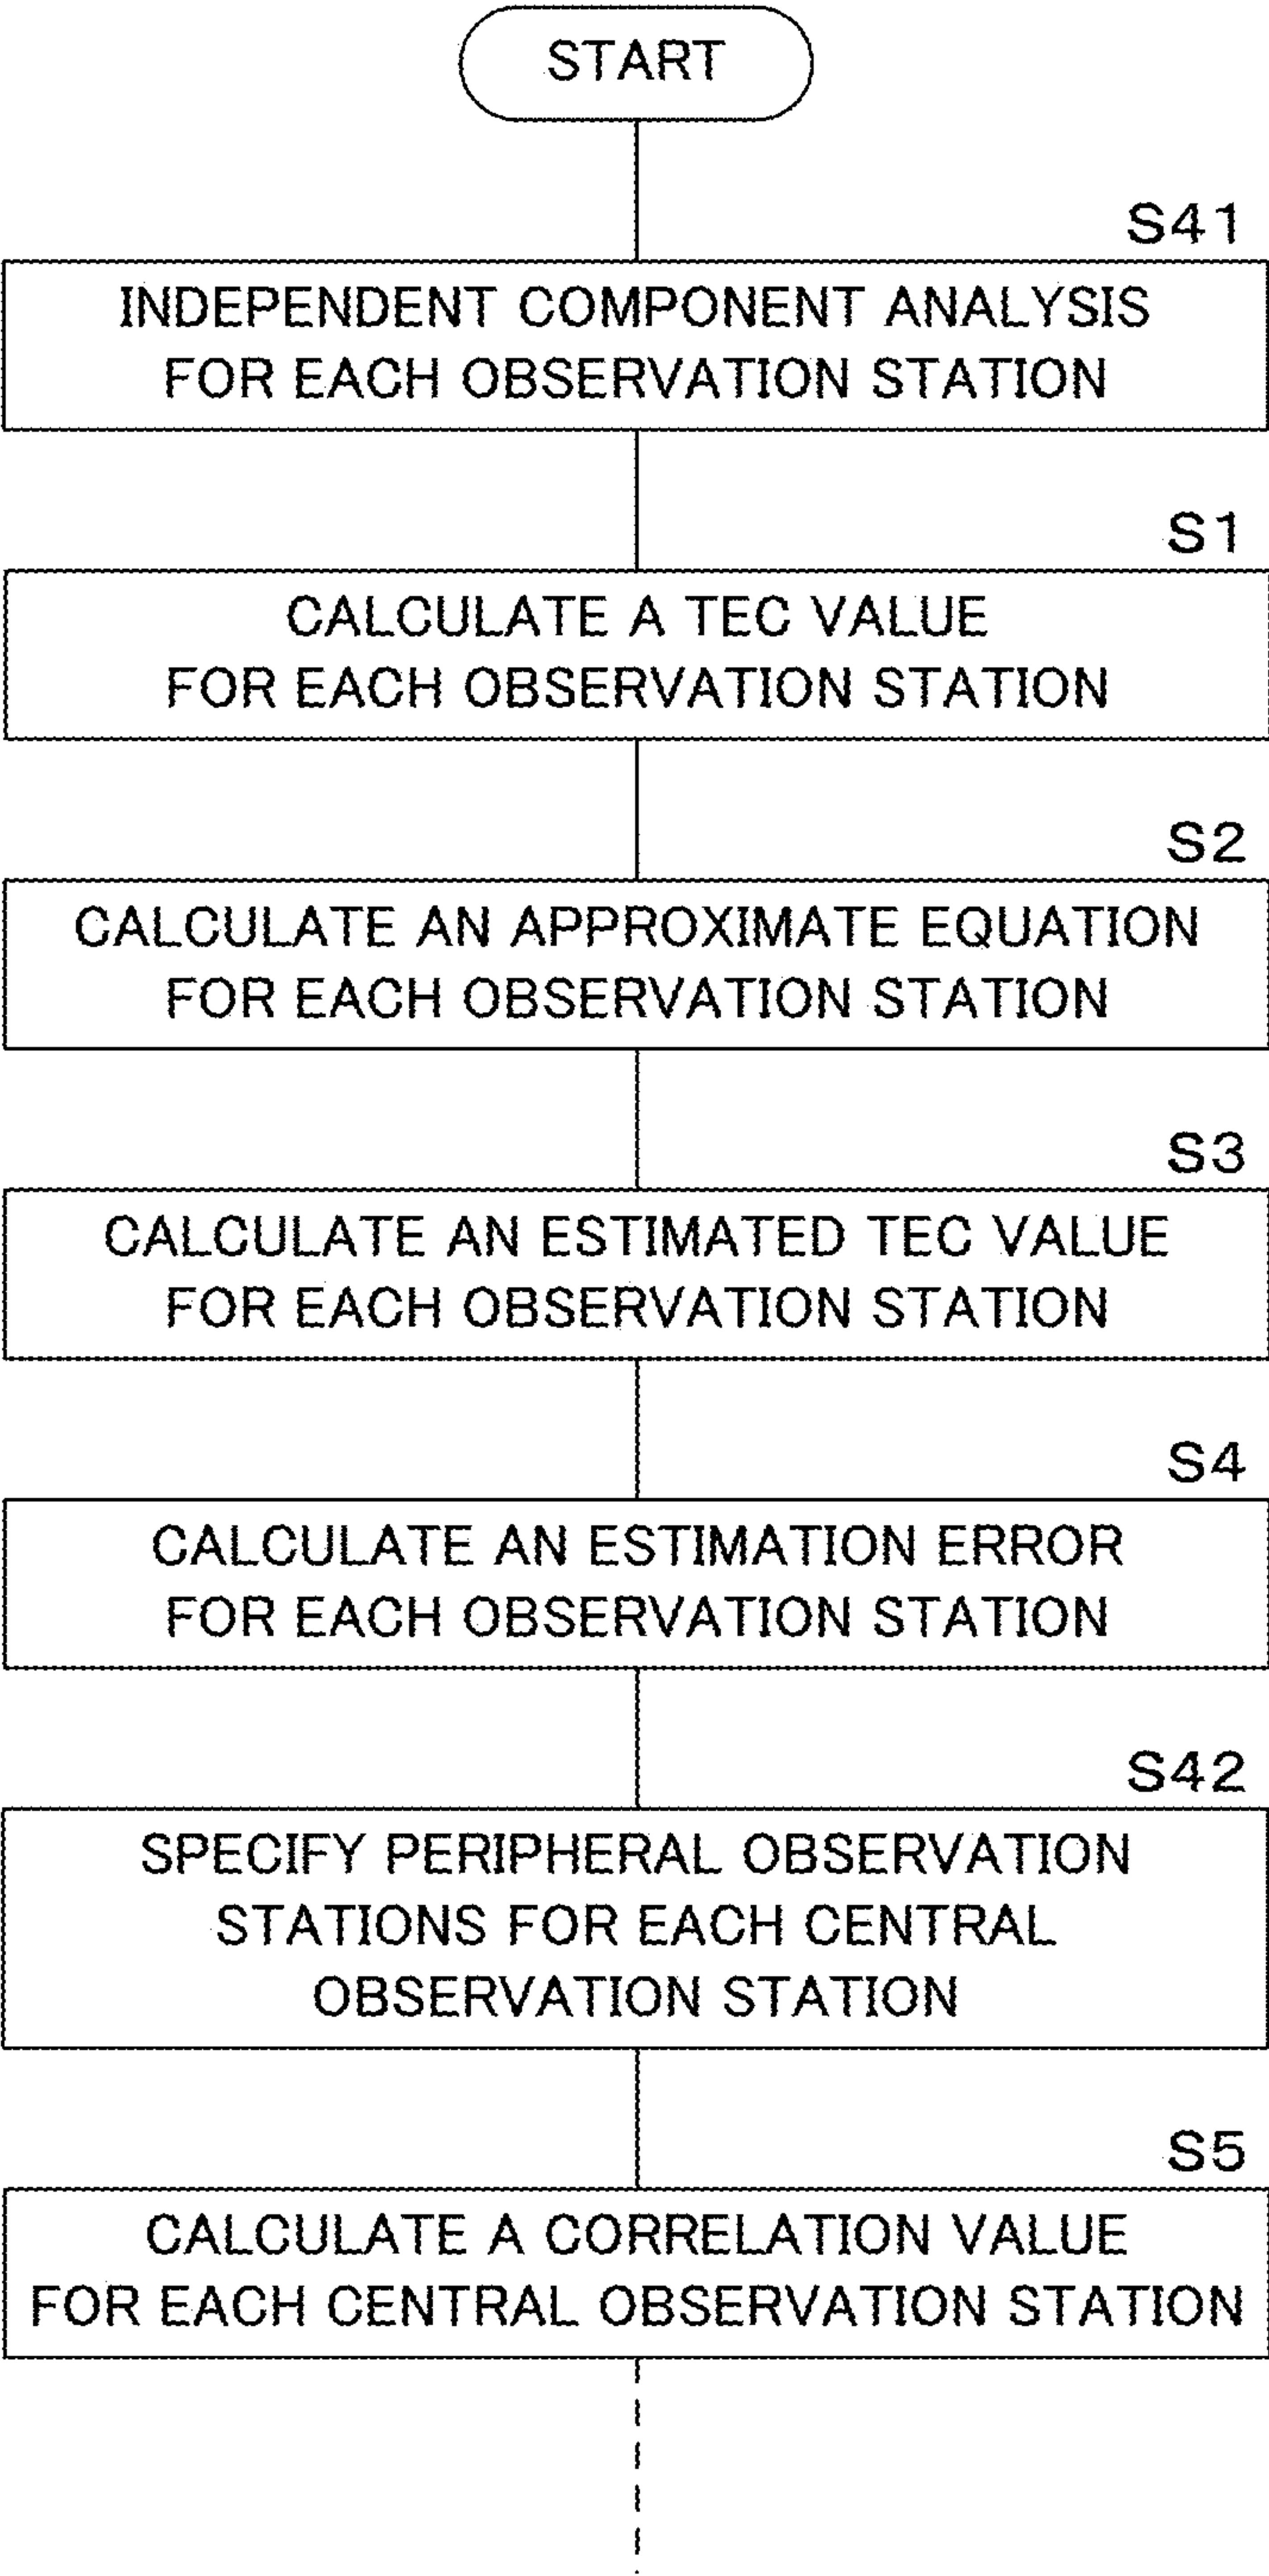 START
S41
INDEPENDENT COMPONENT ANALYSIS
FOR EACH OBSERVATION STATION
S1
CALCULATE A TEC VALUE
FOR EACH OBSERVATION STATION
S2
CALCULATE AN APPROXIMATE EQUATION
FOR EACH OBSERVATION STATION
S3
CALCULATE AN ESTIMATED TEC VALUE
FOR EACH OBSERVATION STATION
S4
CALCULATE AN ESTIMATION ERROR
FOR EACH OBSERVATION STATION
S42
SPECIFY PERIPHERAL OBSERVATION
STATIONS FOR EACH CENTRAL
OBSERVATION STATION
S5
CALCULATE A CORRELATION VALUE
FOR EACH CENTRAL OBSERVATION STATION